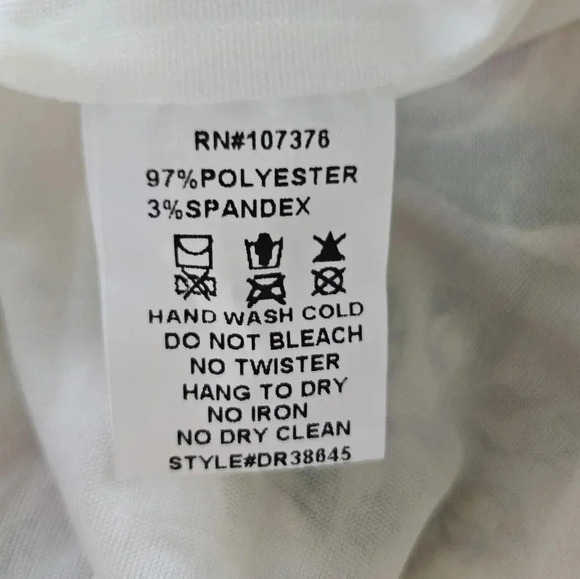 RN#107376
97%POLYESTER
3%SPANDEX
HAND WASH COLD
DO NOT BLEACH
NO TWISTER
HANG TO DRY
NO IRON
NO DRY CLEAN
STYLE#DR38645